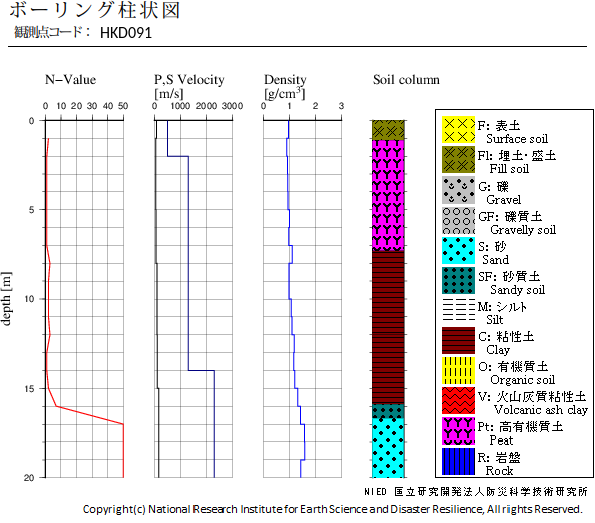 ボーリング柱状図
観測点コード： HKD091
N−Value
0 10 20 30 40 50
P,S Velocity
[m/s]
0 1000 2000 3000
Density
[g/cm3]
0 1 2 3
Soil column
depth [m]
0
5
10
15
20
F: 表土
Surface soil
Fl: 埋土・盛土
Fill soil
G: 礫
Gravel
GF: 礫質土
Gravelly soil
S: 砂
Sand
SF: 砂質土
Sandy soil
M: シルト
Silt
C: 粘性土
Clay
O: 有機質土
Organic soil
V: 火山灰質粘性土
Volcanic ash clay
Pt: 高有機質土
Peat
R: 岩盤
Rock
NIED 国立研究開発法人防災科学技術研究所
Copyright(c) National Research Institute for Earth Science and Disaster Resilience, All rights Reserved.